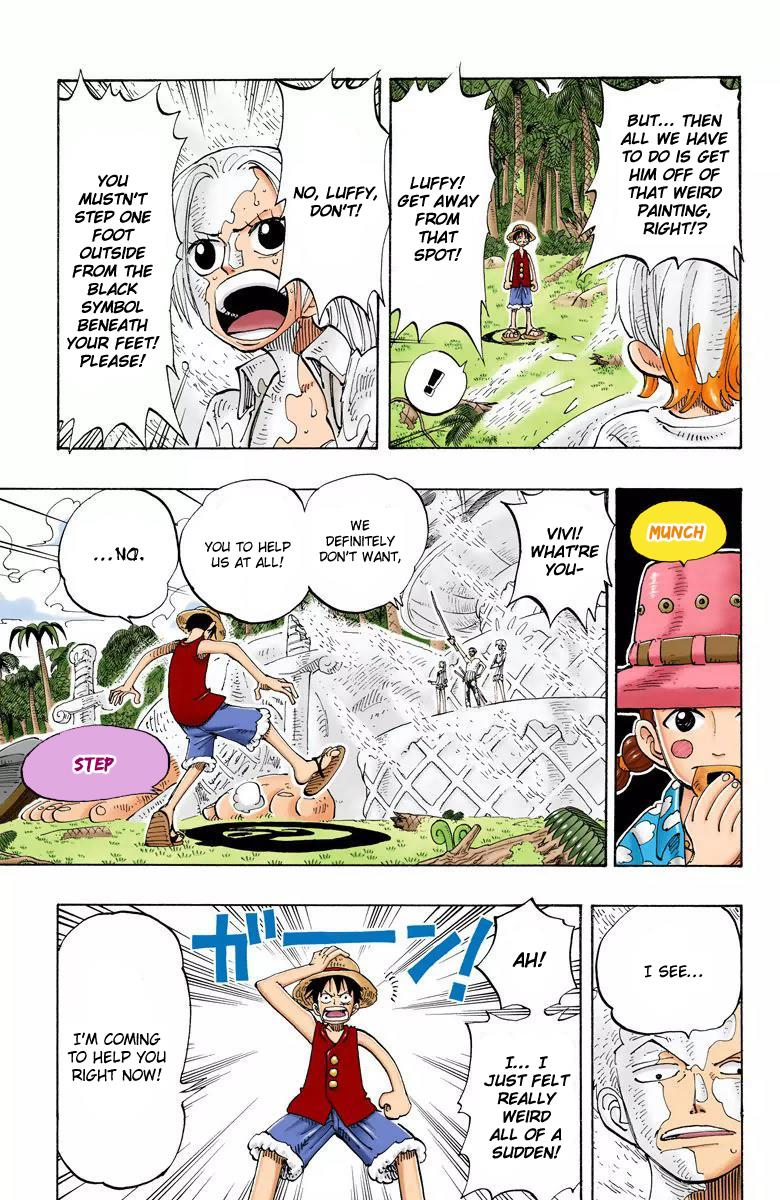 BUT... THEN
ALL WE HAVE
TO DO IS GET
HIM OFF OF
THAT WEIRD
PAINTING,
RIGHT!?
LUFFY!
GET AWAY
FROM
THAT
SPOT!
!
NO, LUFFY,
DON'T!
YOU
MUSTN'T
STEP ONE
FOOT
OUTSIDE
FROM THE
BLACK
SYMBOL
BENEATH
YOUR FEET!
PLEASE!
MUNCH
VIVI!
WHAT'RE
YOU-
WE
DEFINITELY
DON'T WANT,
YOU TO HELP
US AT ALL!
...NO.
STEP
I SEE...
AH!
I... I
JUST FELT
REALLY
WEIRD
ALL OF A
SUDDEN!
ガーン!
I'M COMING
TO HELP YOU
RIGHT NOW!